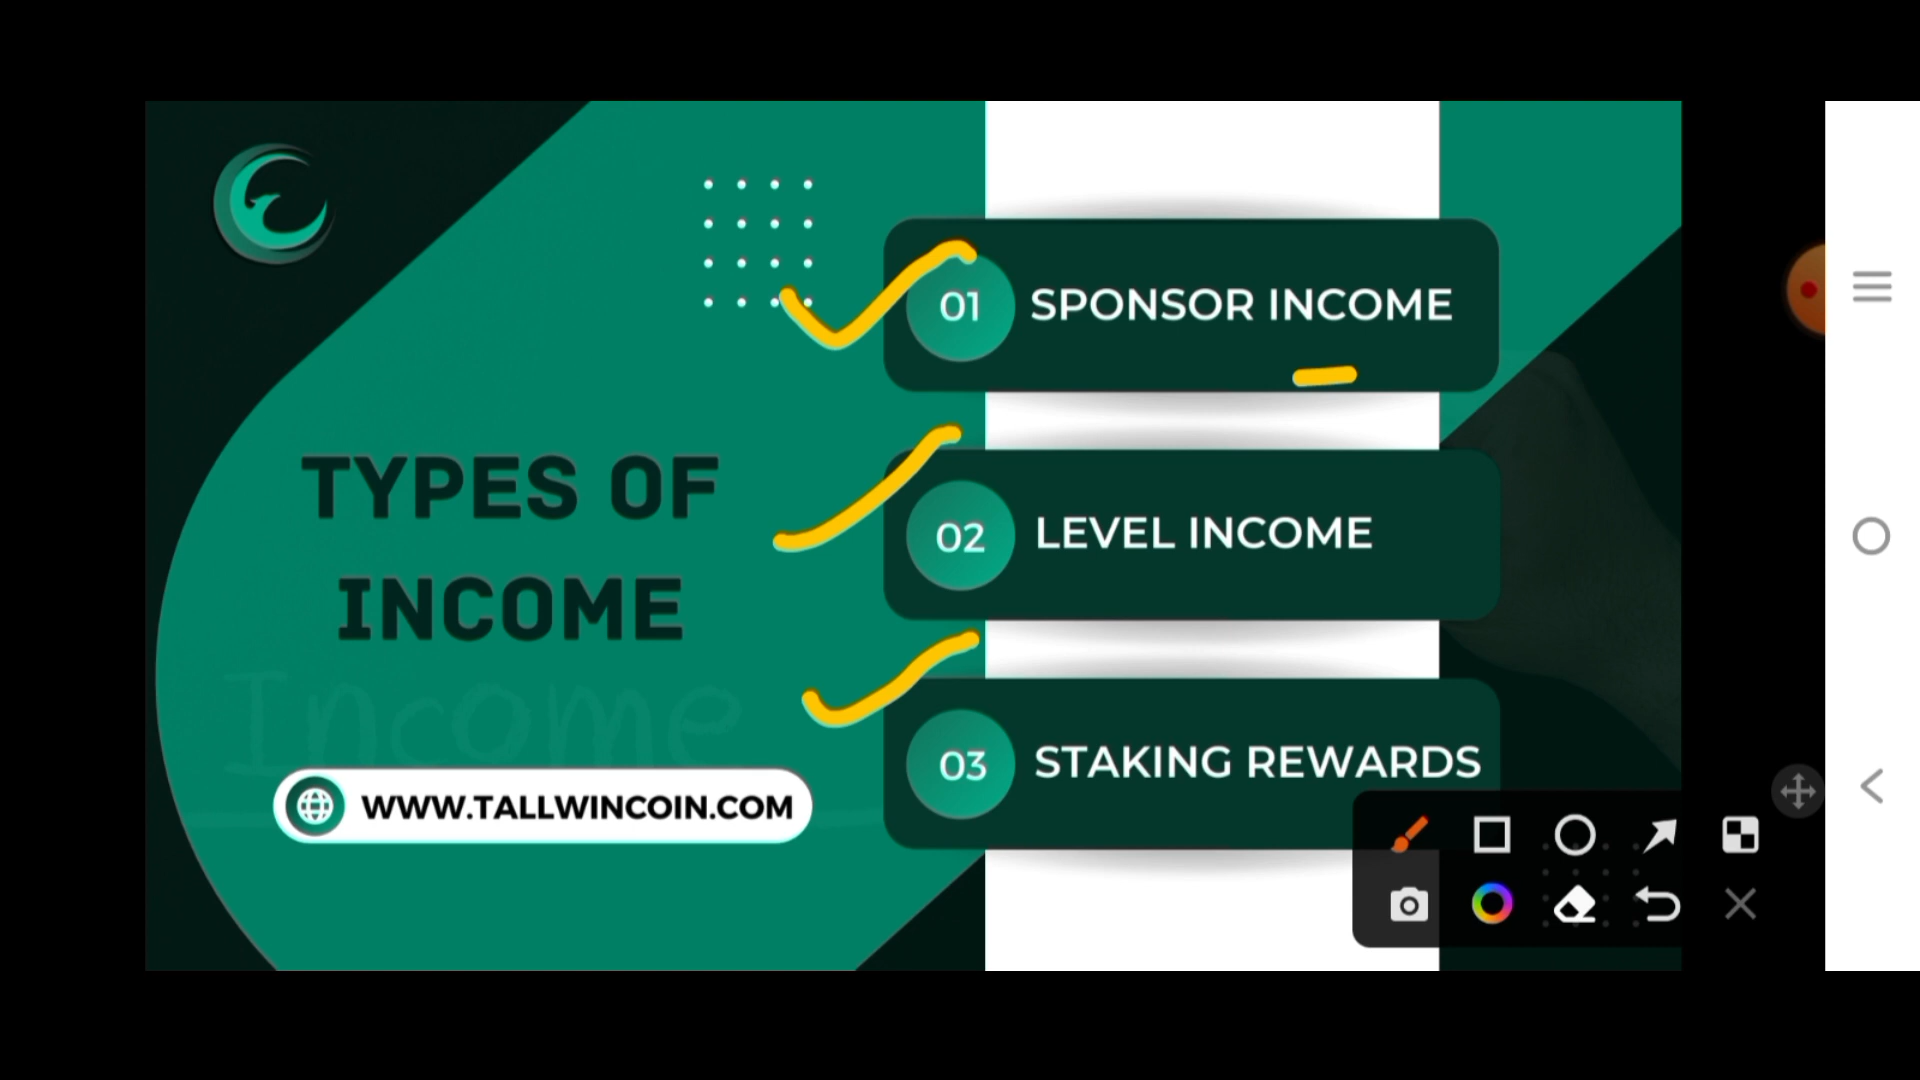 TYPES OF
INCOME
Income
WWW.TALLWINCOIN.COM
01 SPONSOR INCOME
02 LEVEL INCOME
03 STAKING REWARDS